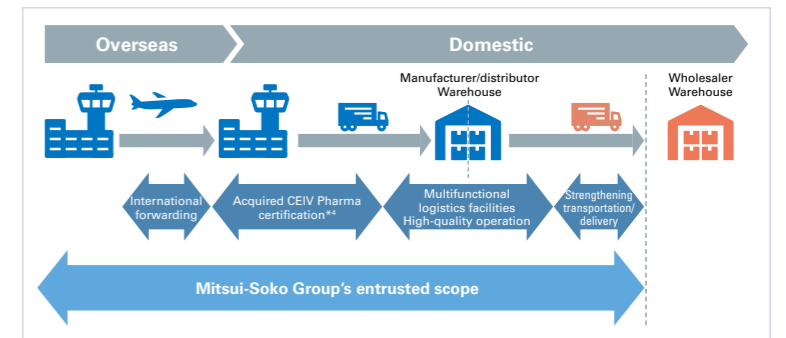 Overseas
Domestic
Manufacturer/distributor
Warehouse
Wholesaler
Warehouse
International
forwarding
Acquired CEIV Pharma
certification*4
Multifunctional
logistics facilities
High-quality operation
Strengthening
transportation/
delivery
Mitsui-Soko Group’s entrusted scope